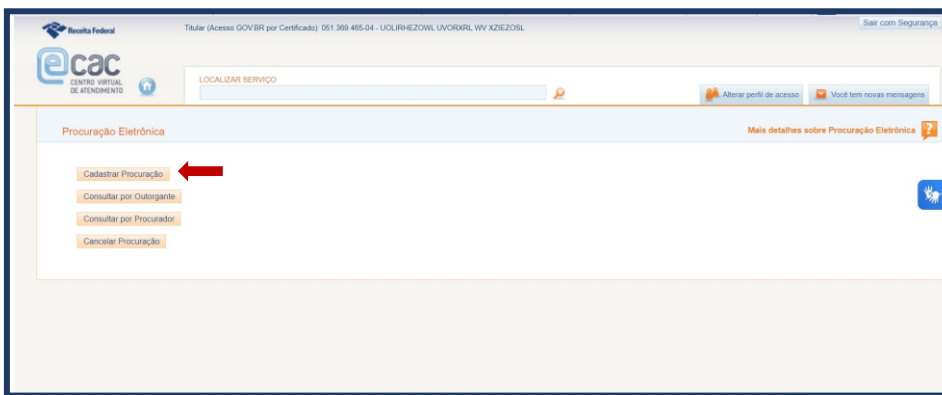 Receita Federal
Titular (Acesso GOV.BR por Certificado): 051.369.465-04 - UOLIRHEZOWL UVORXRL WV XZIEZOSL
Sair com Segurança
ecac
CENTRO VIRTUAL
DE ATENDIMENTO
LOCALIZAR SERVIÇO
Alterar perfil de acesso
Você tem novas mensagens
Procuração Eletrônica
Mais detalhes sobre Procuração Eletrônica ?
Cadastrar Procuração
Consultar por Outorgante
Consultar por Procurador
Cancelar Procuração